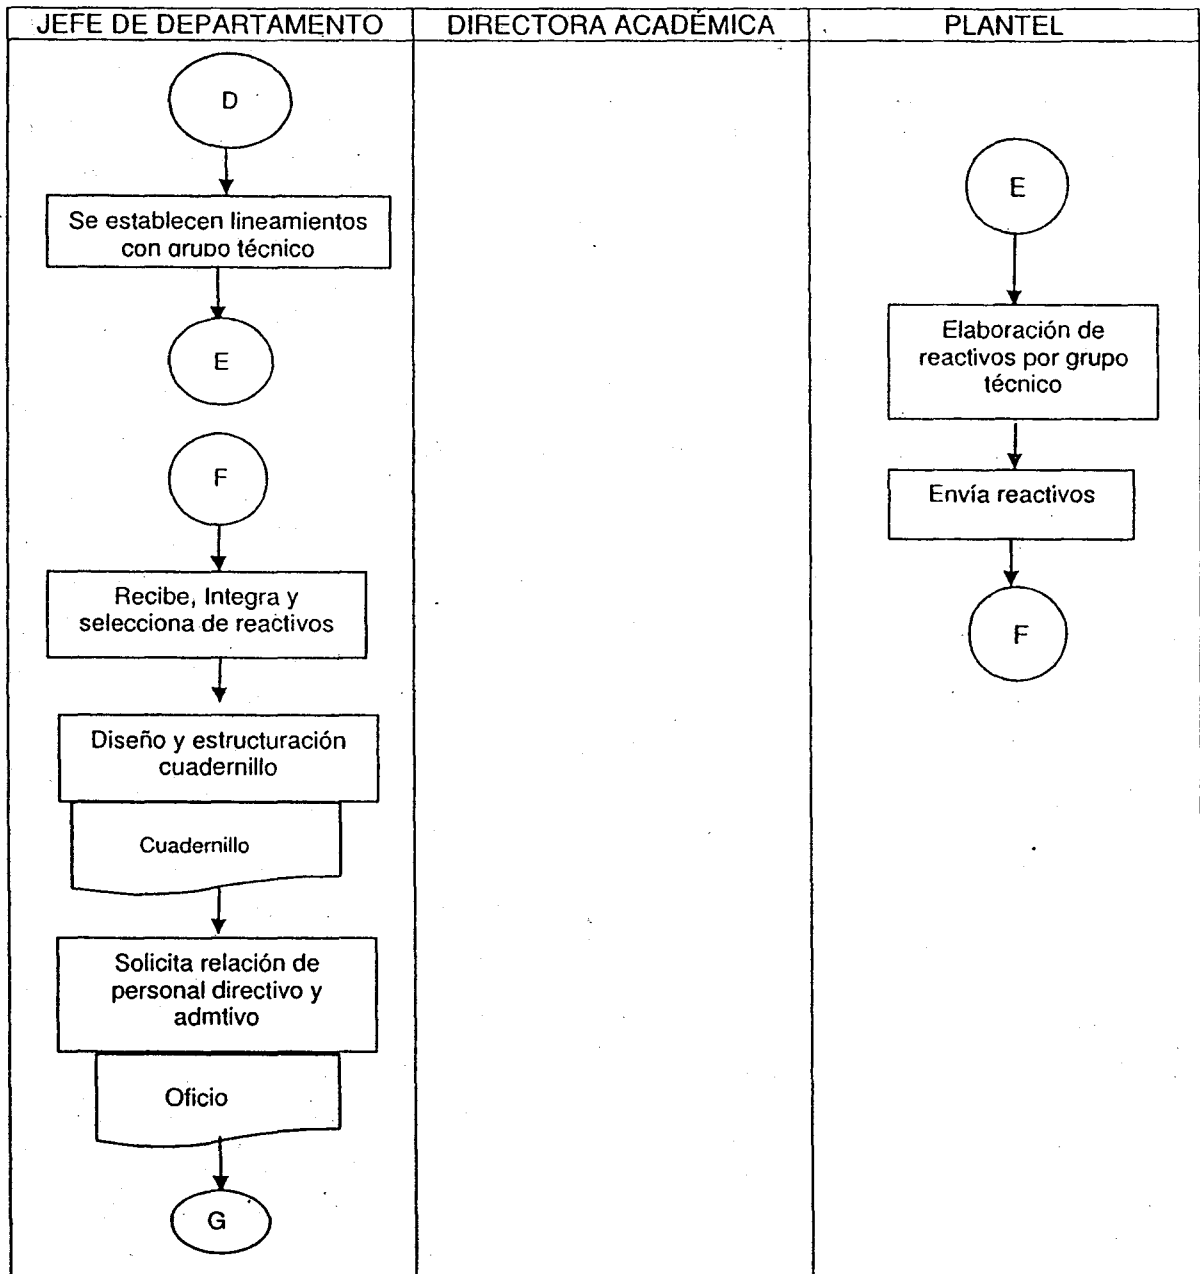 JEFE DE DEPARTAMENTO
DIRECTORA ACADÉMICA
PLANTEL
D
Se establecen lineamientos
con grupo técnico
E
F
Recibe, Integra y
selecciona de reactivos
Diseño y estructuración
cuadernillo
Cuadernillo
Solicita relación de
personal directivo y
admtivo
Oficio
G
E
Elaboración de
reactivos por grupo
técnico
Envía reactivos
F